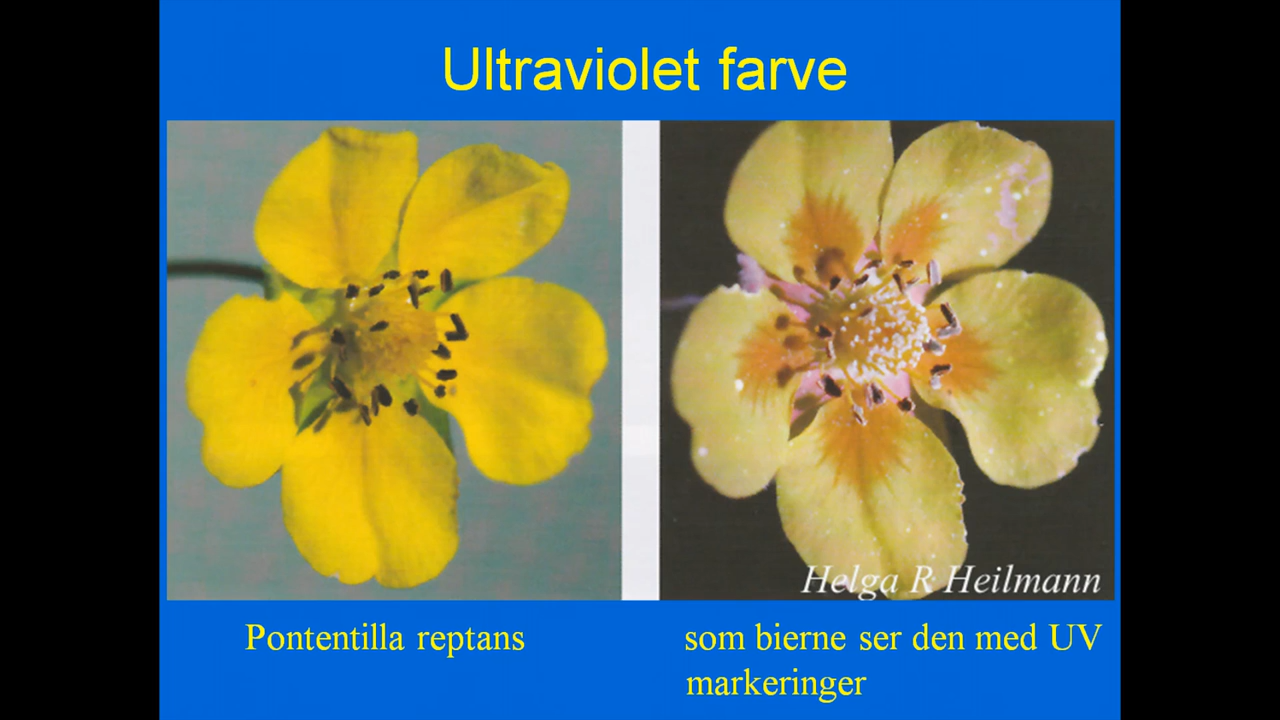 Ultraviolet farve
Helga R Heilmann
Pontentilla reptans
som bierne ser den med UV
markeringer